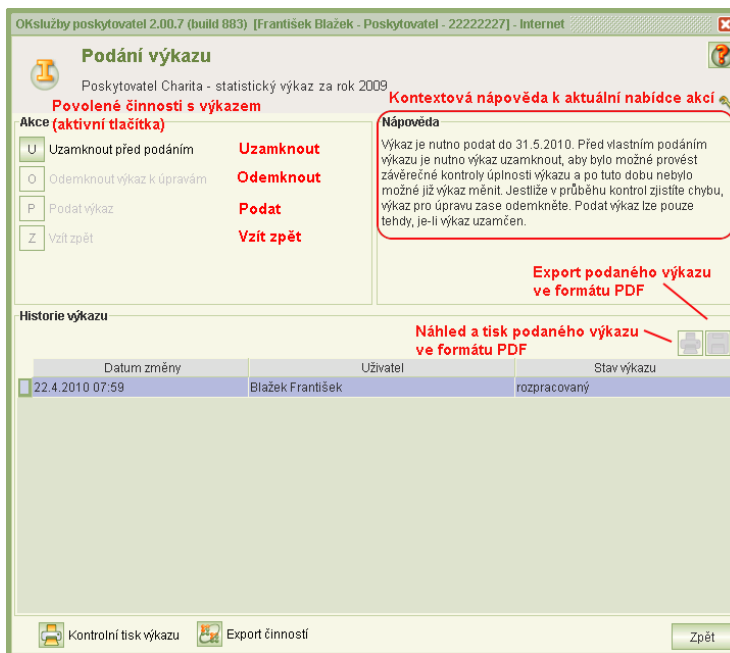 OKslužby poskytovatel 2.00.7 (build 883) [František Blažek - Poskytovatel - 22222227] - Internet
Podání výkazu
Poskytovatel Charita - statistický výkaz za rok 2009
Povolené činnosti s výkazem
(aktivní tlačítka)
Kontextová nápověda k aktuální nabídce akcí
Akce
U Uzamknout před podáním Uzamknout
O Odemknout výkaz k úpravám Odemknout
P Podat výkaz Podat
Z Vzít zpět Vzít zpět
Nápověda
Výkaz je nutno podat do 31.5.2010. Před vlastním podáním
výkazu je nutno výkaz uzamknout, aby bylo možné provést
závěrečné kontroly úplnosti výkazu a po tuto dobu nebylo
možné již výkaz měnit. Jestliže v průběhu kontrol zjistíte chybu,
výkaz pro úpravu zase odemkněte. Podat výkaz lze pouze
tehdy, je-li výkaz uzamčen.
Export podaného výkazu
ve formátu PDF
Historie výkazu
Náhled a tisk podaného výkazu
ve formátu PDF
Datum změny Uživatel Stav výkazu
22.4.2010 07:59 Blažek František rozpracovaný
Kontrolní tisk výkazu Export činností Zpět